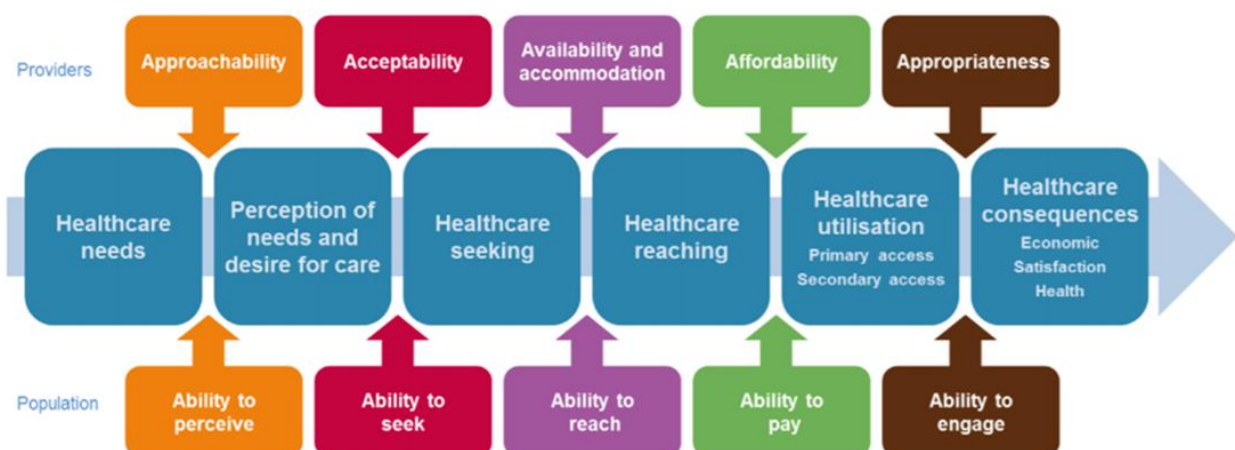 Providers
Approachability
Acceptability
Availability and
accommodation
Affordability
Appropriateness
Healthcare
needs
Perception of
needs and
desire for care
Healthcare
seeking
Healthcare
reaching
Healthcare
utilisation
Primary access
Secondary access
Healthcare
consequences
Economic
Satisfaction
Health
Population
Ability to
perceive
Ability to
seek
Ability to
reach
Ability to
pay
Ability to
engage